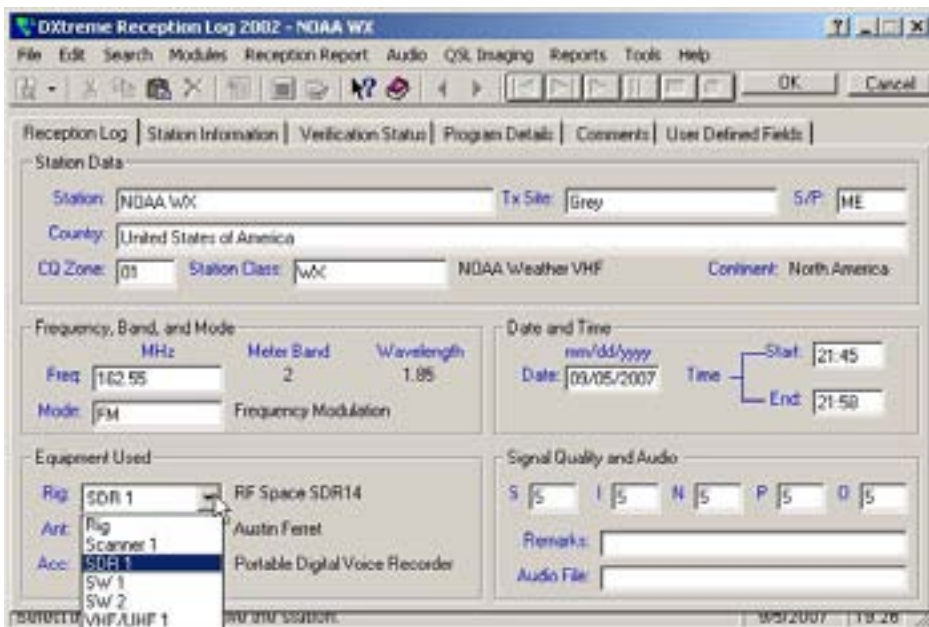 DXtreme Reception Log 2002 - NOAA WX
File Edit Search Modules Reception Report Audio QSL Imaging Reports Tools Help
OK Cancel
Reception Log Station Information Verification Status Program Details Comments User Defined Fields
Station Data
Station: NOAA WX Tx Site: Grey S/P: ME
Country: United States of America
CQ Zone: 01 Station Class: WX NOAA Weather VHF Continent: North America
Frequency, Band, and Mode
MHz Meter Band Wavelength
Freq: 162.55 2 1.85
Mode: FM Frequency Modulation
Date and Time
mm/dd/yyyy
Date: 09/05/2007 Time Start: 21:45
End: 21:58
Equipment Used
Rig: SDR 1 RF Space SDR14
Ant: Austin Ferret
Acc: Portable Digital Voice Recorder
Rig
Scanner 1
SDR 1
SW 1
SW 2
VHF/UHF 1
Signal Quality and Audio
S 5 I 5 N 5 P 5 O 5
Remarks:
Audio File:
the station.
9/5/2007 19:26